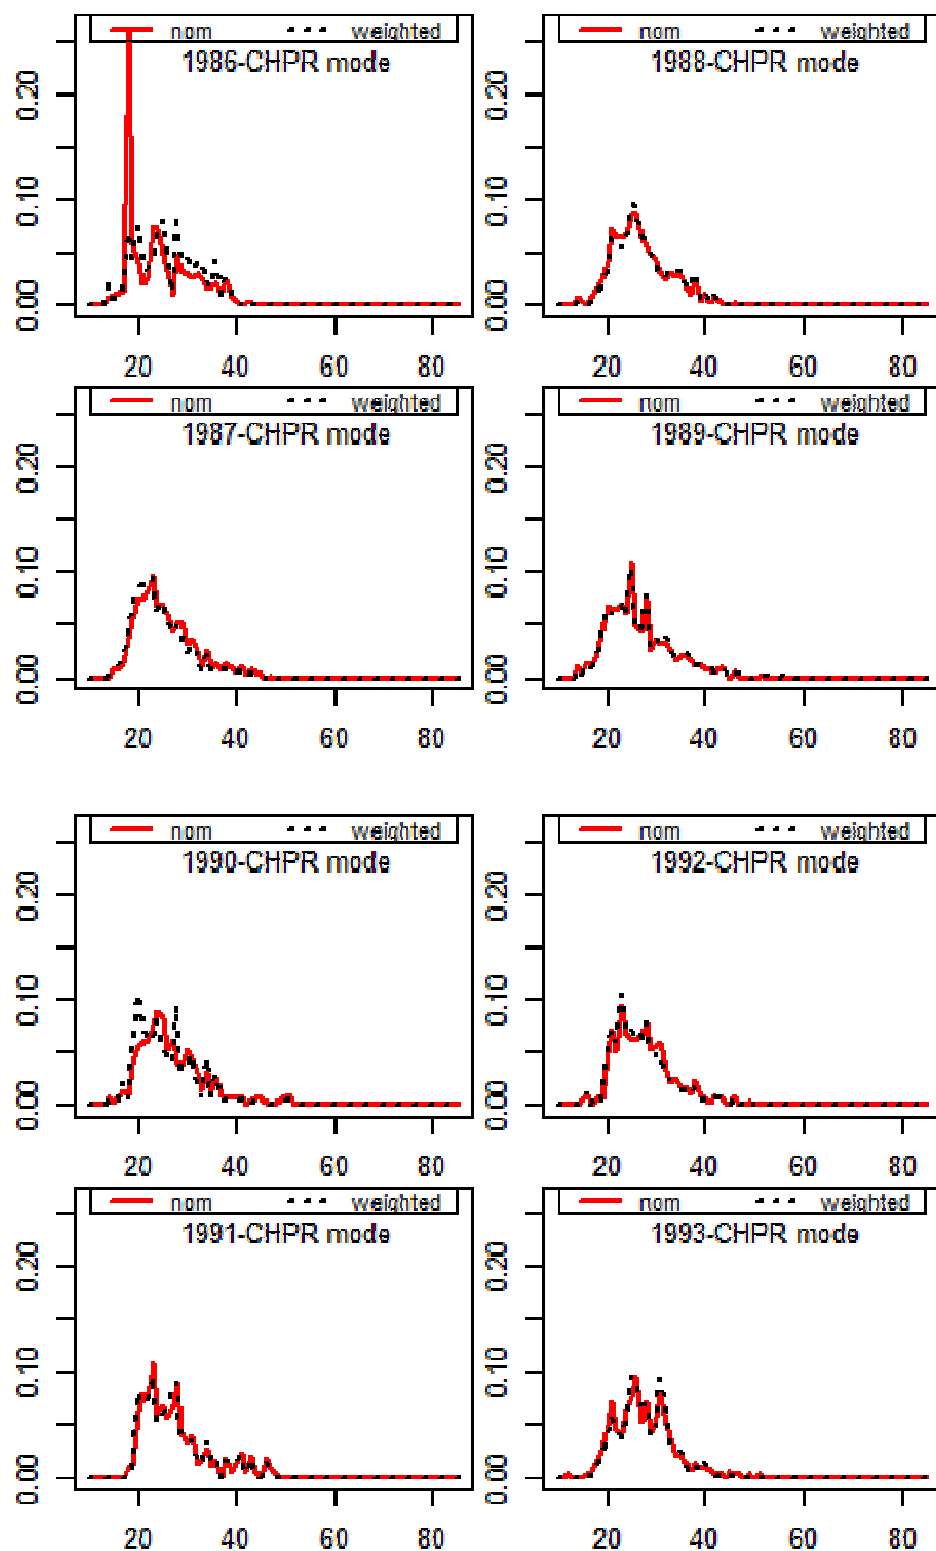 nom weighted
1986-CHPR mode
0.00 0.10 0.20
20 40 60 80
nom weighted
1988-CHPR mode
0.00 0.10 0.20
20 40 60 80
nom weighted
1987-CHPR mode
0.00 0.10 0.20
20 40 60 80
nom weighted
1989-CHPR mode
0.00 0.10 0.20
20 40 60 80
nom weighted
1990-CHPR mode
0.00 0.10 0.20
20 40 60 80
nom weighted
1992-CHPR mode
0.00 0.10 0.20
20 40 60 80
nom weighted
1991-CHPR mode
0.00 0.10 0.20
20 40 60 80
nom weighted
1993-CHPR mode
0.00 0.10 0.20
20 40 60 80